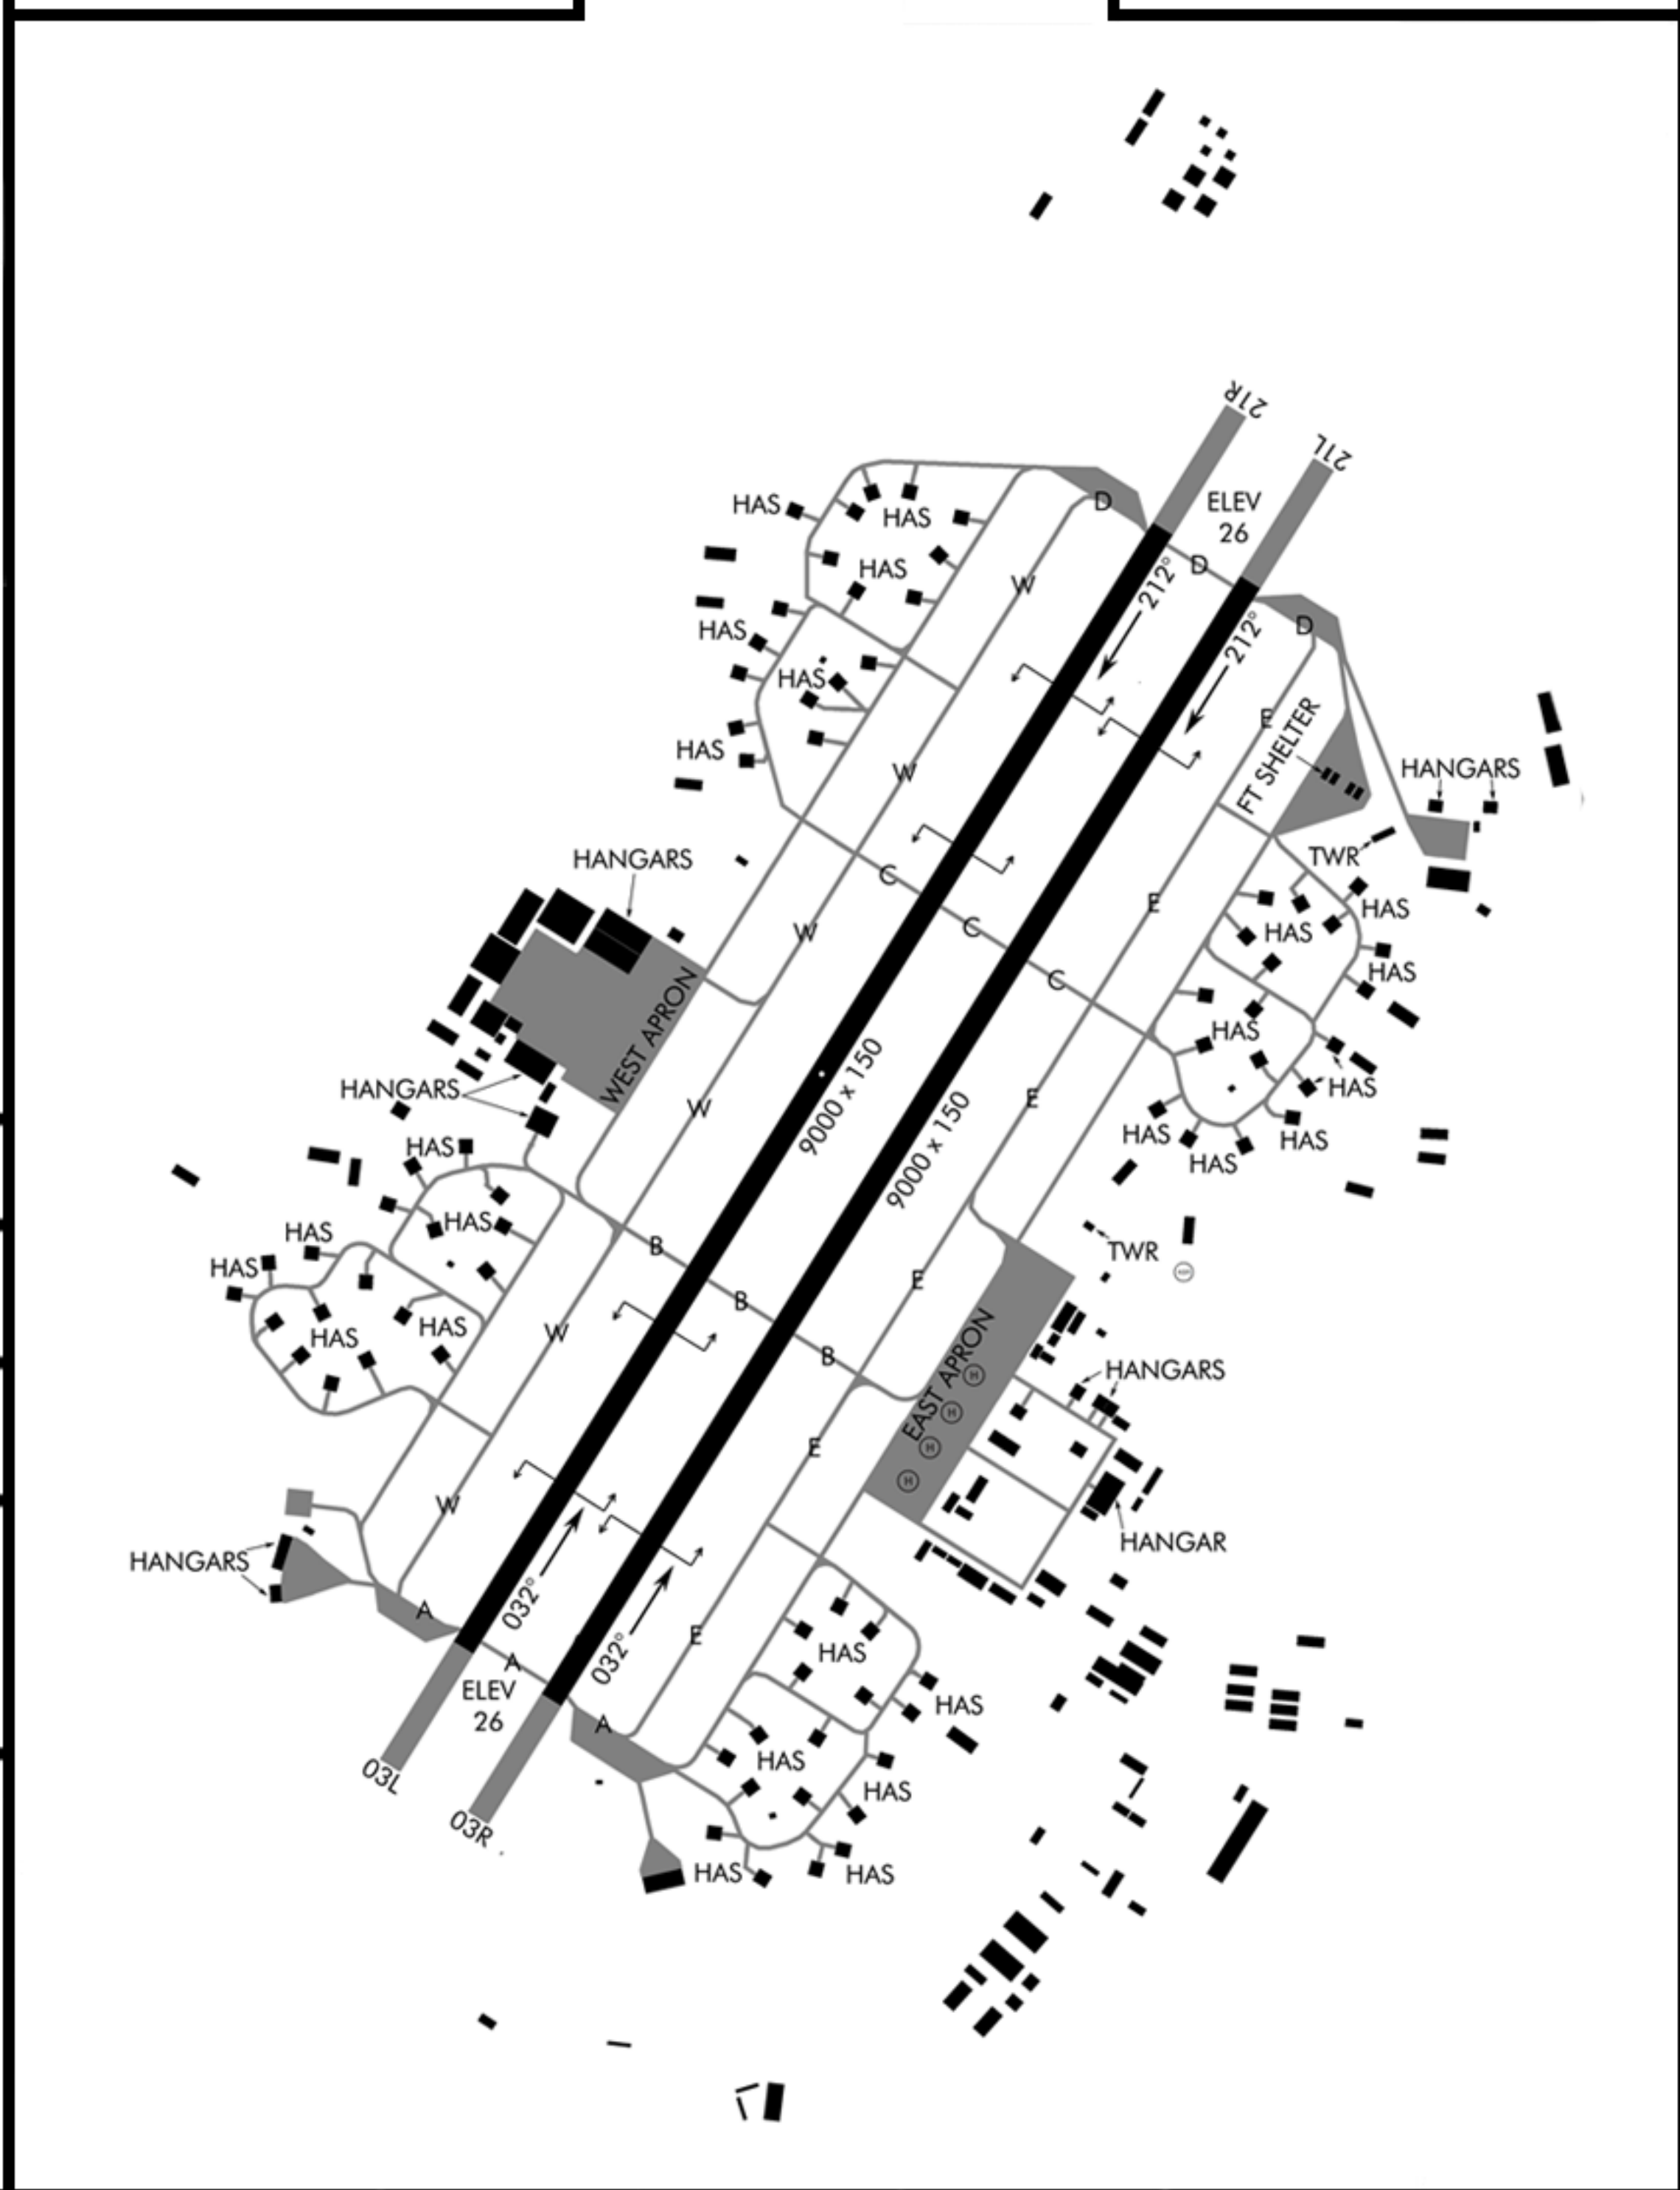 21R
21L
ELEV
26
D
HAS
HAS
D
212°
HAS
W
D
212°
HAS
HAS
E
FT SHELTER
HAS
W
HANGARS
TWR
HANGARS
C
HAS
E
W
C
HAS
HAS
C
WEST APRON
HAS
HANGARS
W
9000 x 150
E
HAS
9000 x 150
HAS
HAS
HAS
HAS
HAS
HAS
TWR
B
HAS
E
B
HAS
HAS
W
B
EAST APRON
H
HANGARS
H
E
H
H
W
HANGAR
HANGARS
032°
A
032°
E
HAS
A
ELEV
26
HAS
A
HAS
03L
HAS
03R
HAS
HAS